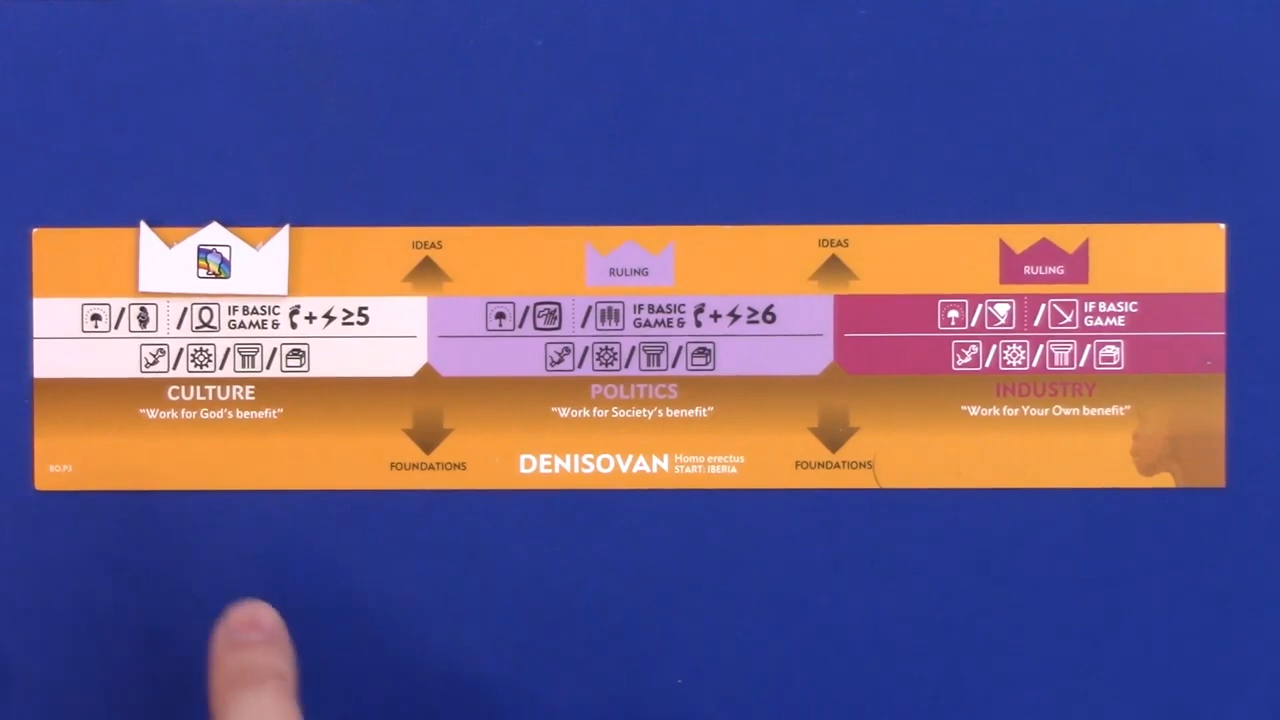 IDEAS
IDEAS
RULING
RULING
/ / IF BASIC
GAME & + ≥5
/ / IF BASIC
GAME & + ≥6
/ / IF BASIC
GAME
/ / /
/ / /
/ / /
CULTURE
"Work for God's benefit"
POLITICS
"Work for Society's benefit"
INDUSTRY
"Work for Your Own benefit"
BO.P3
FOUNDATIONS
DENISOVAN
Homo erectus
START: IBERIA
FOUNDATIONS